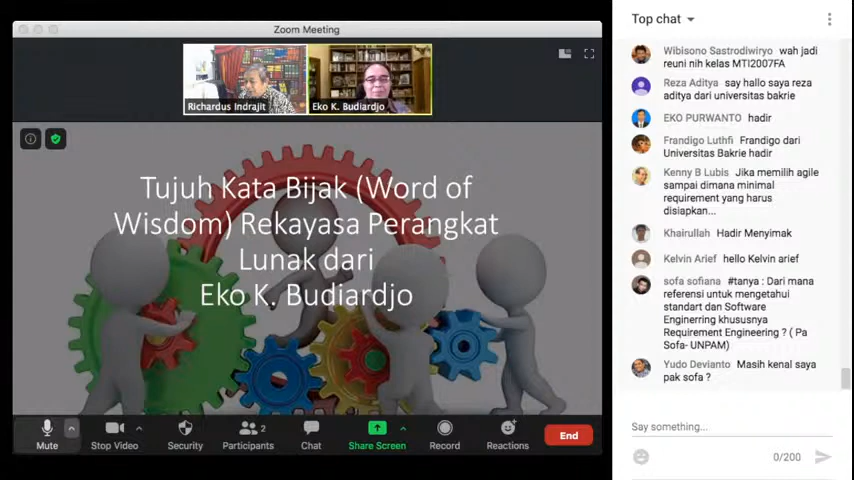 Zoom Meeting
Richardus Indrajit
Eko K. Budiardjo
Tujuh Kata Bijak (Word of
Wisdom) Rekayasa Perangkat
Lunak dari
Eko K. Budiardjo
Mute
Stop Video
Security
Participants
2
Chat
Share Screen
Record
Reactions
End
Top chat
Wibisono Sastrodiwiryo wah jadi
reuni nih kelas MTI2007FA
Reza Aditya say hallo saya reza
aditya dari universitas bakrie
EKO PURWANTO hadir
Frandigo Luthfi Frandigo dari
Universitas Bakrie hadir
Kenny B Lubis Jika memilih agile
sampai dimana minimal
requirement yang harus
disiapkan...
Khairullah Hadir Menyimak
Kelvin Arief hello Kelvin arief
sofa sofiana #tanya : Dari mana
referensi untuk mengetahui
standart dan Software
Enginerring khususnya
Requirement Engineering ? ( Pa
Sofa- UNPAM)
Yudo Devianto Masih kenal saya
pak sofa ?
Say something...
0/200